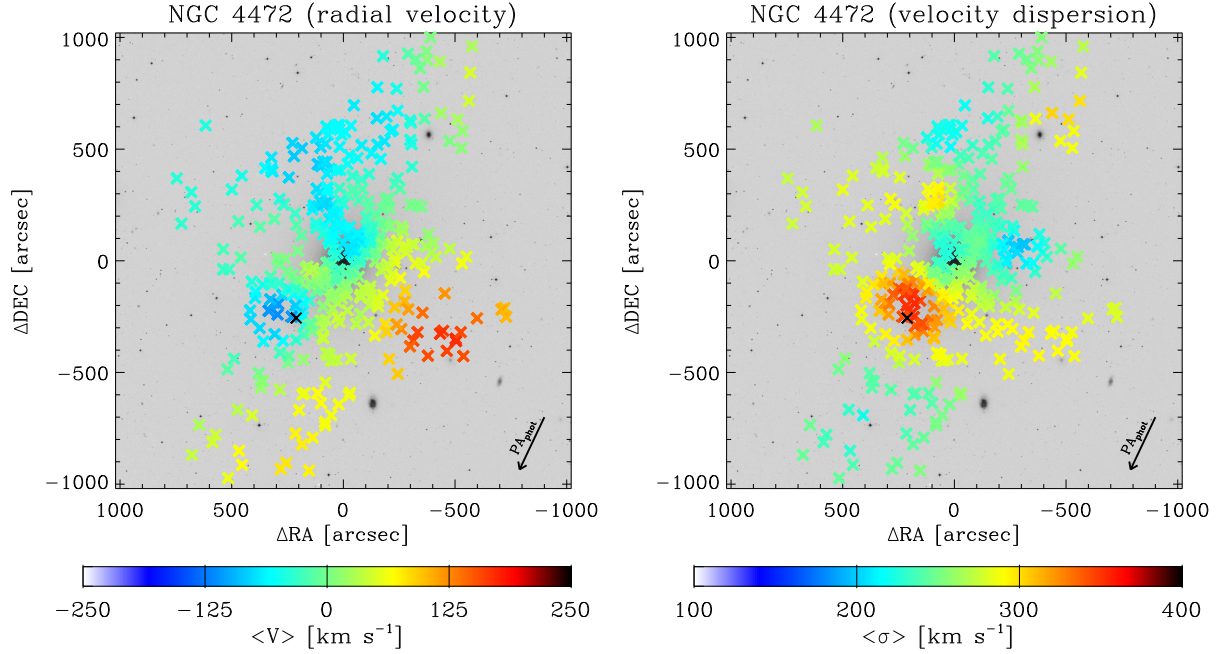 NGC 4472 (radial velocity)
1000
500
0
−500
−1000
ΔDEC [arcsec]
PAphot
1000 500 0 −500 −1000
ΔRA [arcsec]
−250 −125 0 125 250
<V> [km s⁻¹]
NGC 4472 (velocity dispersion)
1000
500
0
−500
−1000
ΔDEC [arcsec]
PAphot
1000 500 0 −500 −1000
ΔRA [arcsec]
100 200 300 400
<σ> [km s⁻¹]